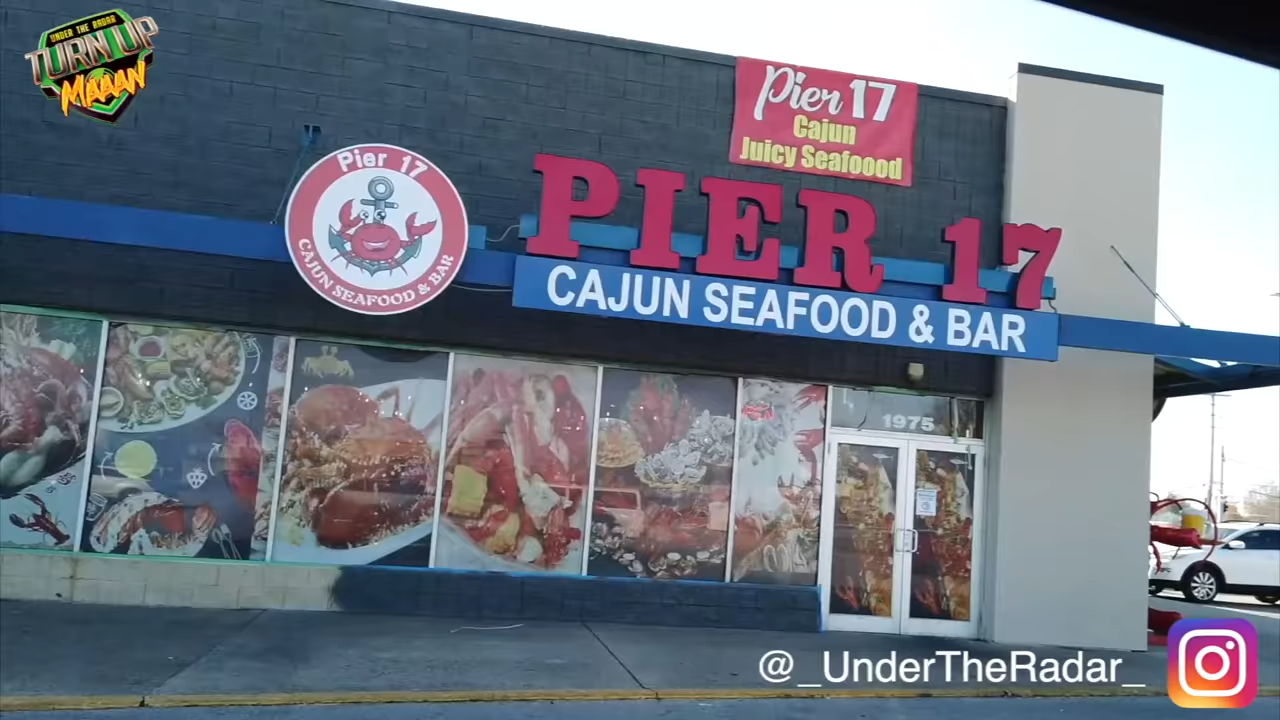 UNDER THE RADAR
TURN UP
MAAAN
Pier 17
Cajun
Juicy Seafoood
Pier 17
CAJUN SEAFOOD & BAR
PIER 17
CAJUN SEAFOOD & BAR
1975
@_UnderTheRadar_